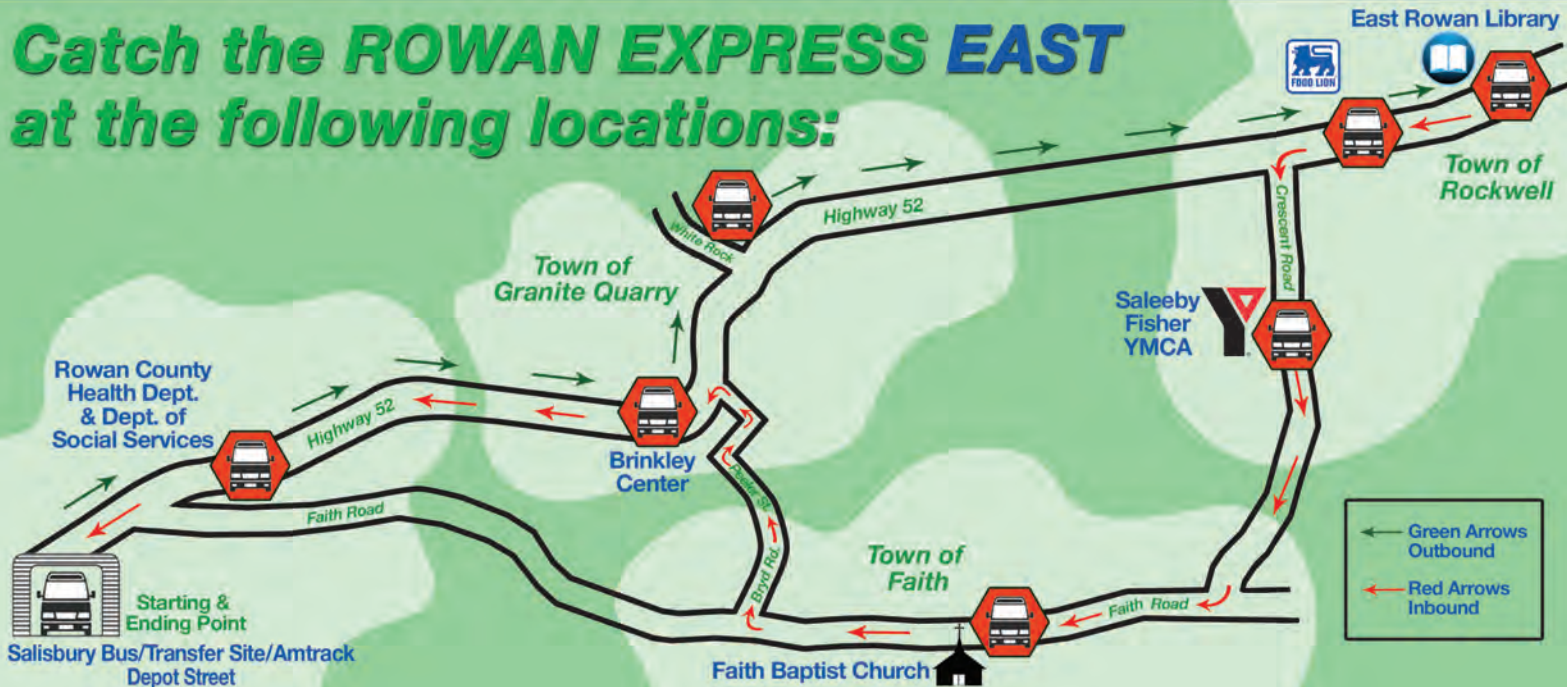 Catch the ROWAN EXPRESS EAST
at the following locations:
East Rowan Library
FOOD LION
Town of
Rockwell
Highway 52
White Rock
Crescent Road
Town of
Granite Quarry
Saleeby
Fisher
YMCA
Rowan County
Health Dept.
& Dept. of
Social Services
Highway 52
Brinkley
Center
Peeler St.
Faith Road
Bryd Rd.
Town of
Faith
Faith Road
Green Arrows
Outbound
Red Arrows
Inbound
Starting &
Ending Point
Salisbury Bus/Transfer Site/Amtrack
Depot Street
Faith Baptist Church